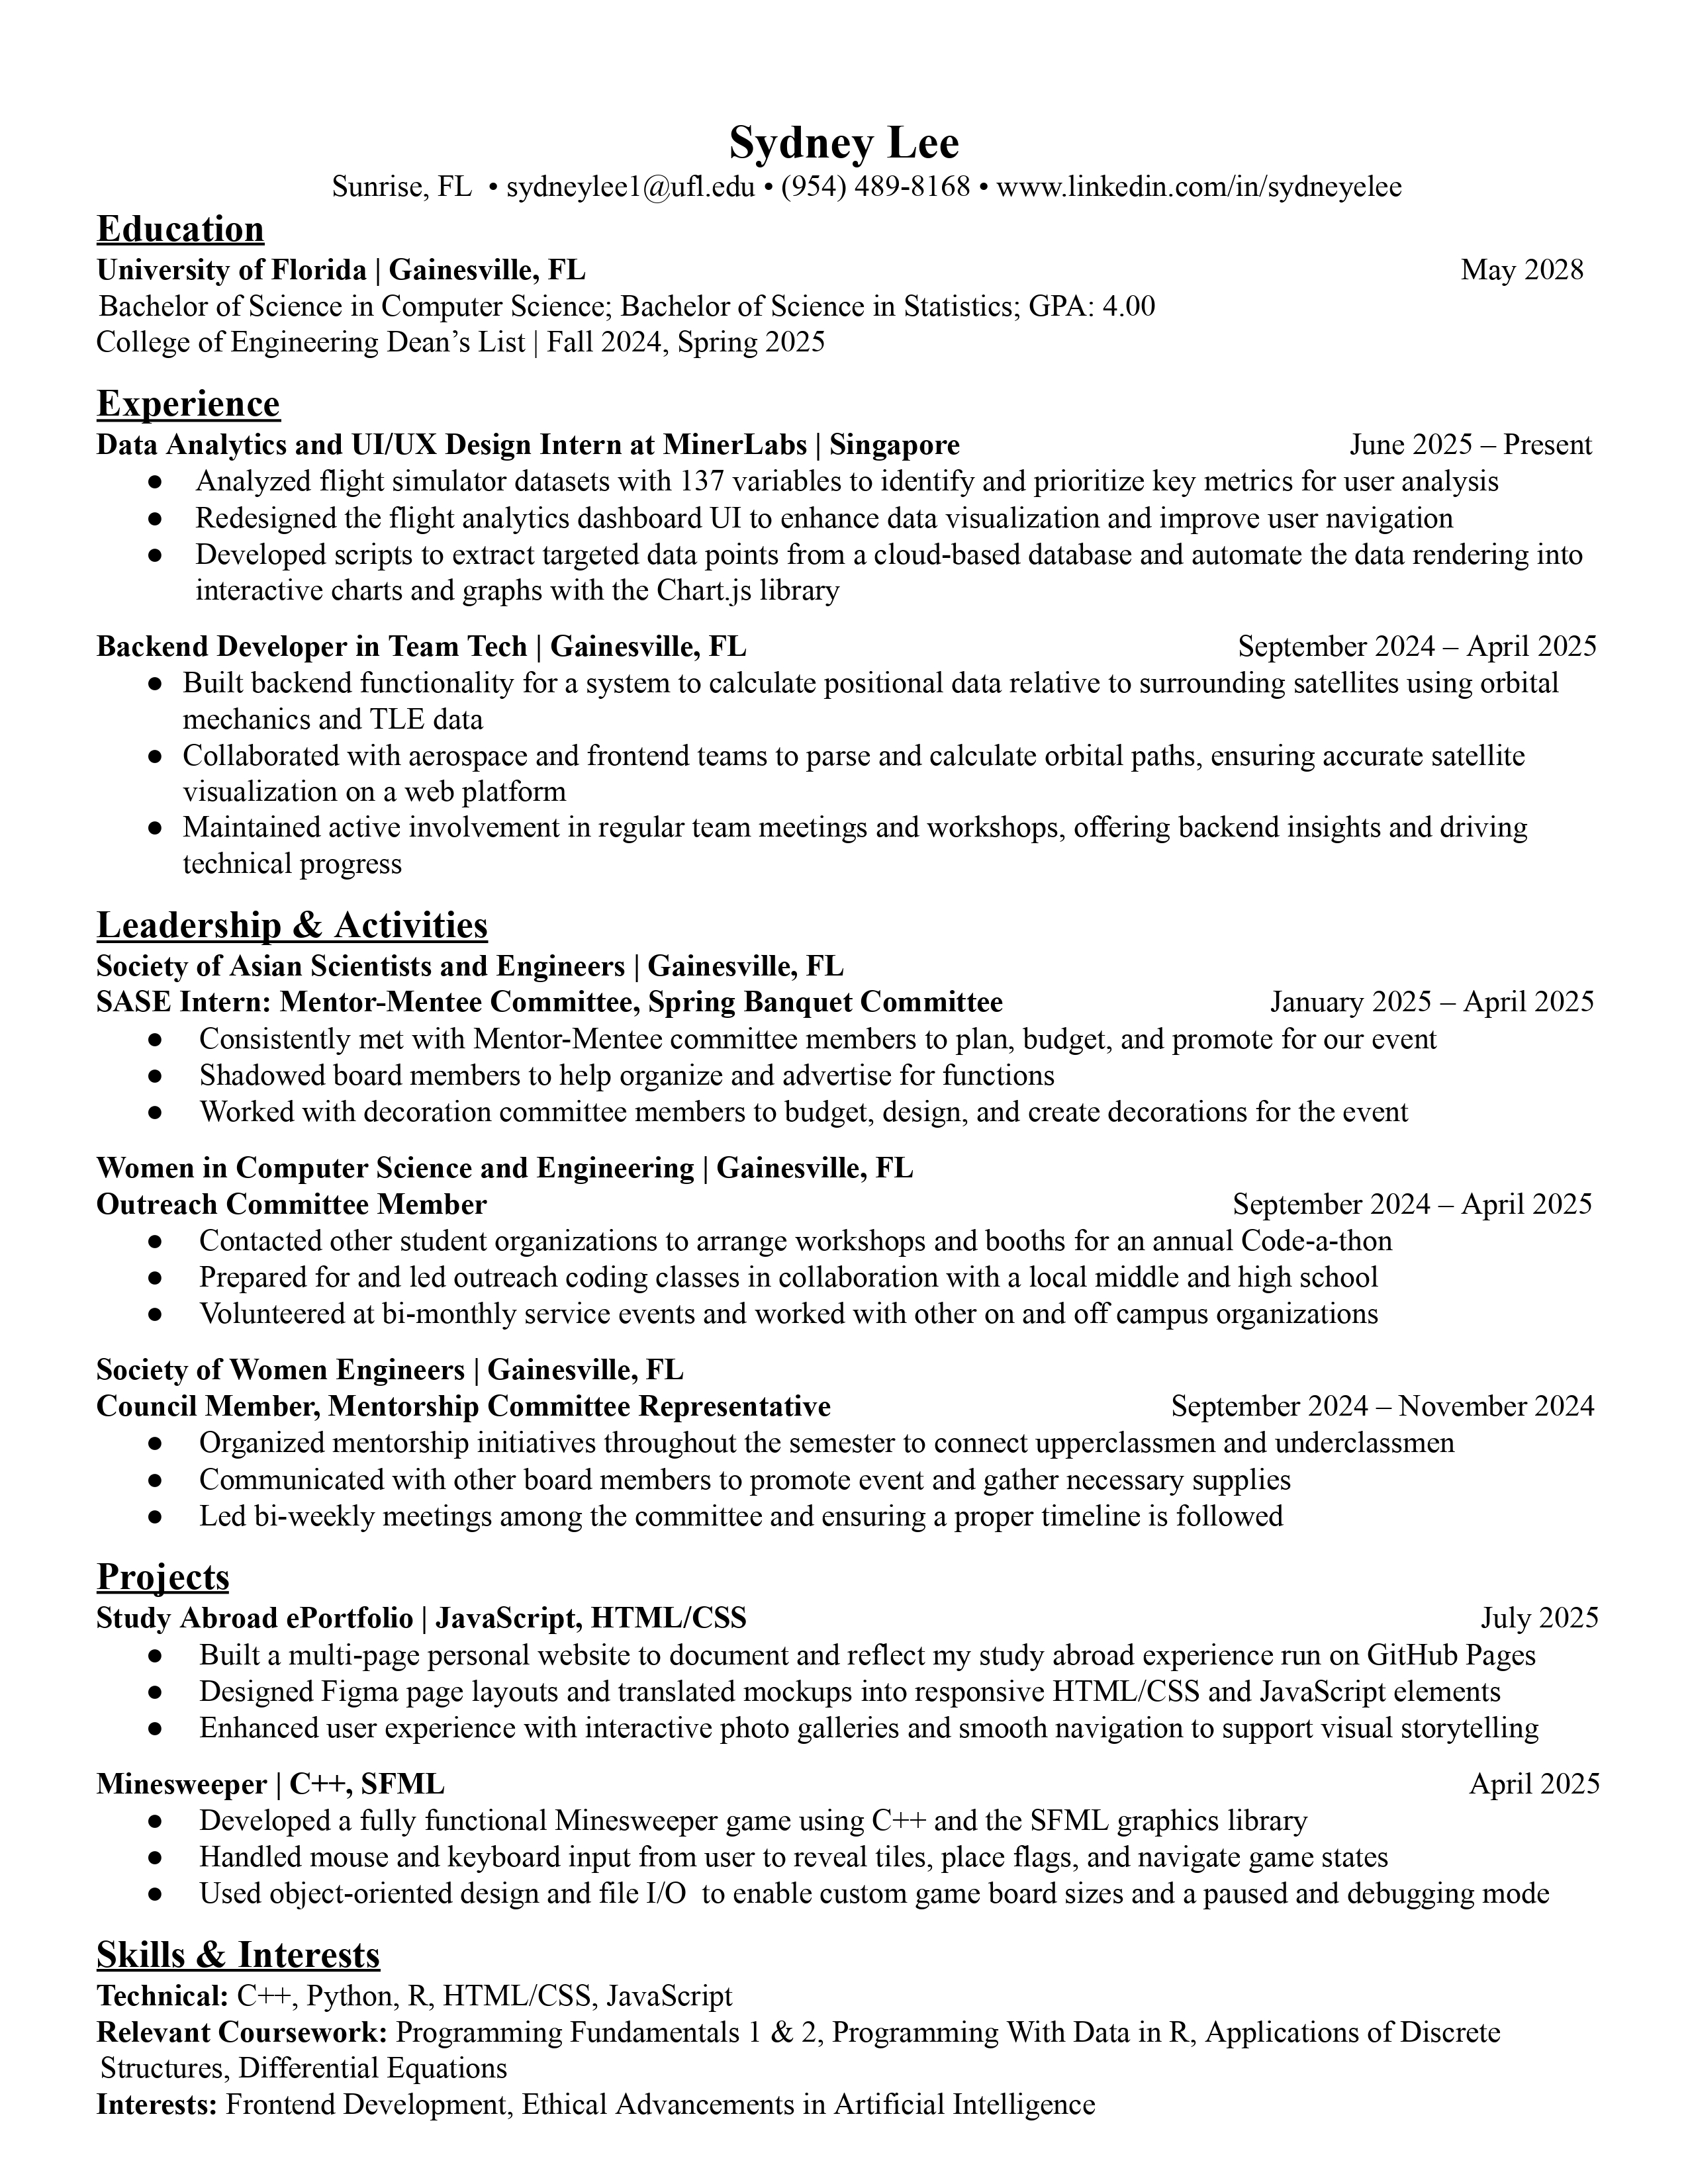 Sydney Lee
Sunrise, FL • sydneylee1@ufl.edu • (954) 489-8168 • www.linkedin.com/in/sydneyelee
Education
University of Florida | Gainesville, FL May 2028
Bachelor of Science in Computer Science; Bachelor of Science in Statistics; GPA: 4.00
College of Engineering Dean’s List | Fall 2024, Spring 2025
Experience
Data Analytics and UI/UX Design Intern at MinerLabs | Singapore June 2025 – Present
● Analyzed flight simulator datasets with 137 variables to identify and prioritize key metrics for user analysis
● Redesigned the flight analytics dashboard UI to enhance data visualization and improve user navigation
● Developed scripts to extract targeted data points from a cloud-based database and automate the data rendering into
interactive charts and graphs with the Chart.js library
Backend Developer in Team Tech | Gainesville, FL September 2024 – April 2025
● Built backend functionality for a system to calculate positional data relative to surrounding satellites using orbital
mechanics and TLE data
● Collaborated with aerospace and frontend teams to parse and calculate orbital paths, ensuring accurate satellite
visualization on a web platform
● Maintained active involvement in regular team meetings and workshops, offering backend insights and driving
technical progress
Leadership & Activities
Society of Asian Scientists and Engineers | Gainesville, FL
SASE Intern: Mentor-Mentee Committee, Spring Banquet Committee January 2025 – April 2025
● Consistently met with Mentor-Mentee committee members to plan, budget, and promote for our event
● Shadowed board members to help organize and advertise for functions
● Worked with decoration committee members to budget, design, and create decorations for the event
Women in Computer Science and Engineering | Gainesville, FL
Outreach Committee Member September 2024 – April 2025
● Contacted other student organizations to arrange workshops and booths for an annual Code-a-thon
● Prepared for and led outreach coding classes in collaboration with a local middle and high school
● Volunteered at bi-monthly service events and worked with other on and off campus organizations
Society of Women Engineers | Gainesville, FL
Council Member, Mentorship Committee Representative September 2024 – November 2024
● Organized mentorship initiatives throughout the semester to connect upperclassmen and underclassmen
● Communicated with other board members to promote event and gather necessary supplies
● Led bi-weekly meetings among the committee and ensuring a proper timeline is followed
Projects
Study Abroad ePortfolio | JavaScript, HTML/CSS July 2025
● Built a multi-page personal website to document and reflect my study abroad experience run on GitHub Pages
● Designed Figma page layouts and translated mockups into responsive HTML/CSS and JavaScript elements
● Enhanced user experience with interactive photo galleries and smooth navigation to support visual storytelling
Minesweeper | C++, SFML April 2025
● Developed a fully functional Minesweeper game using C++ and the SFML graphics library
● Handled mouse and keyboard input from user to reveal tiles, place flags, and navigate game states
● Used object-oriented design and file I/O to enable custom game board sizes and a paused and debugging mode
Skills & Interests
Technical: C++, Python, R, HTML/CSS, JavaScript
Relevant Coursework: Programming Fundamentals 1 & 2, Programming With Data in R, Applications of Discrete
Structures, Differential Equations
Interests: Frontend Development, Ethical Advancements in Artificial Intelligence